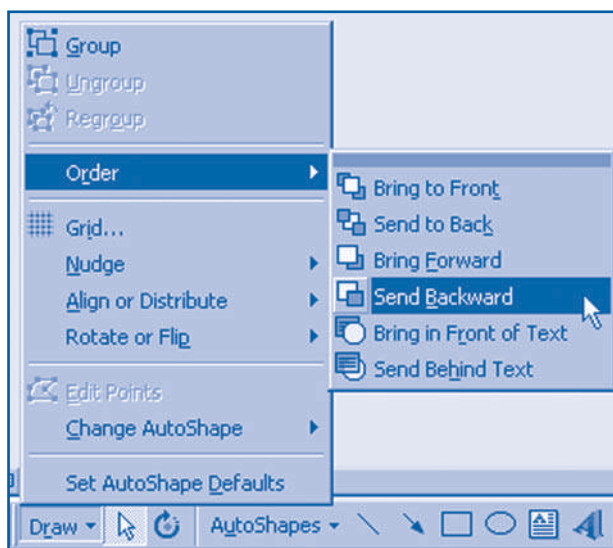 Group
Ungroup
Regroup
Order
Grid...
Nudge
Align or Distribute
Rotate or Flip
Edit Points
Change AutoShape
Set AutoShape Defaults
Bring to Front
Send to Back
Bring Forward
Send Backward
Bring in Front of Text
Send Behind Text
Draw AutoShapes